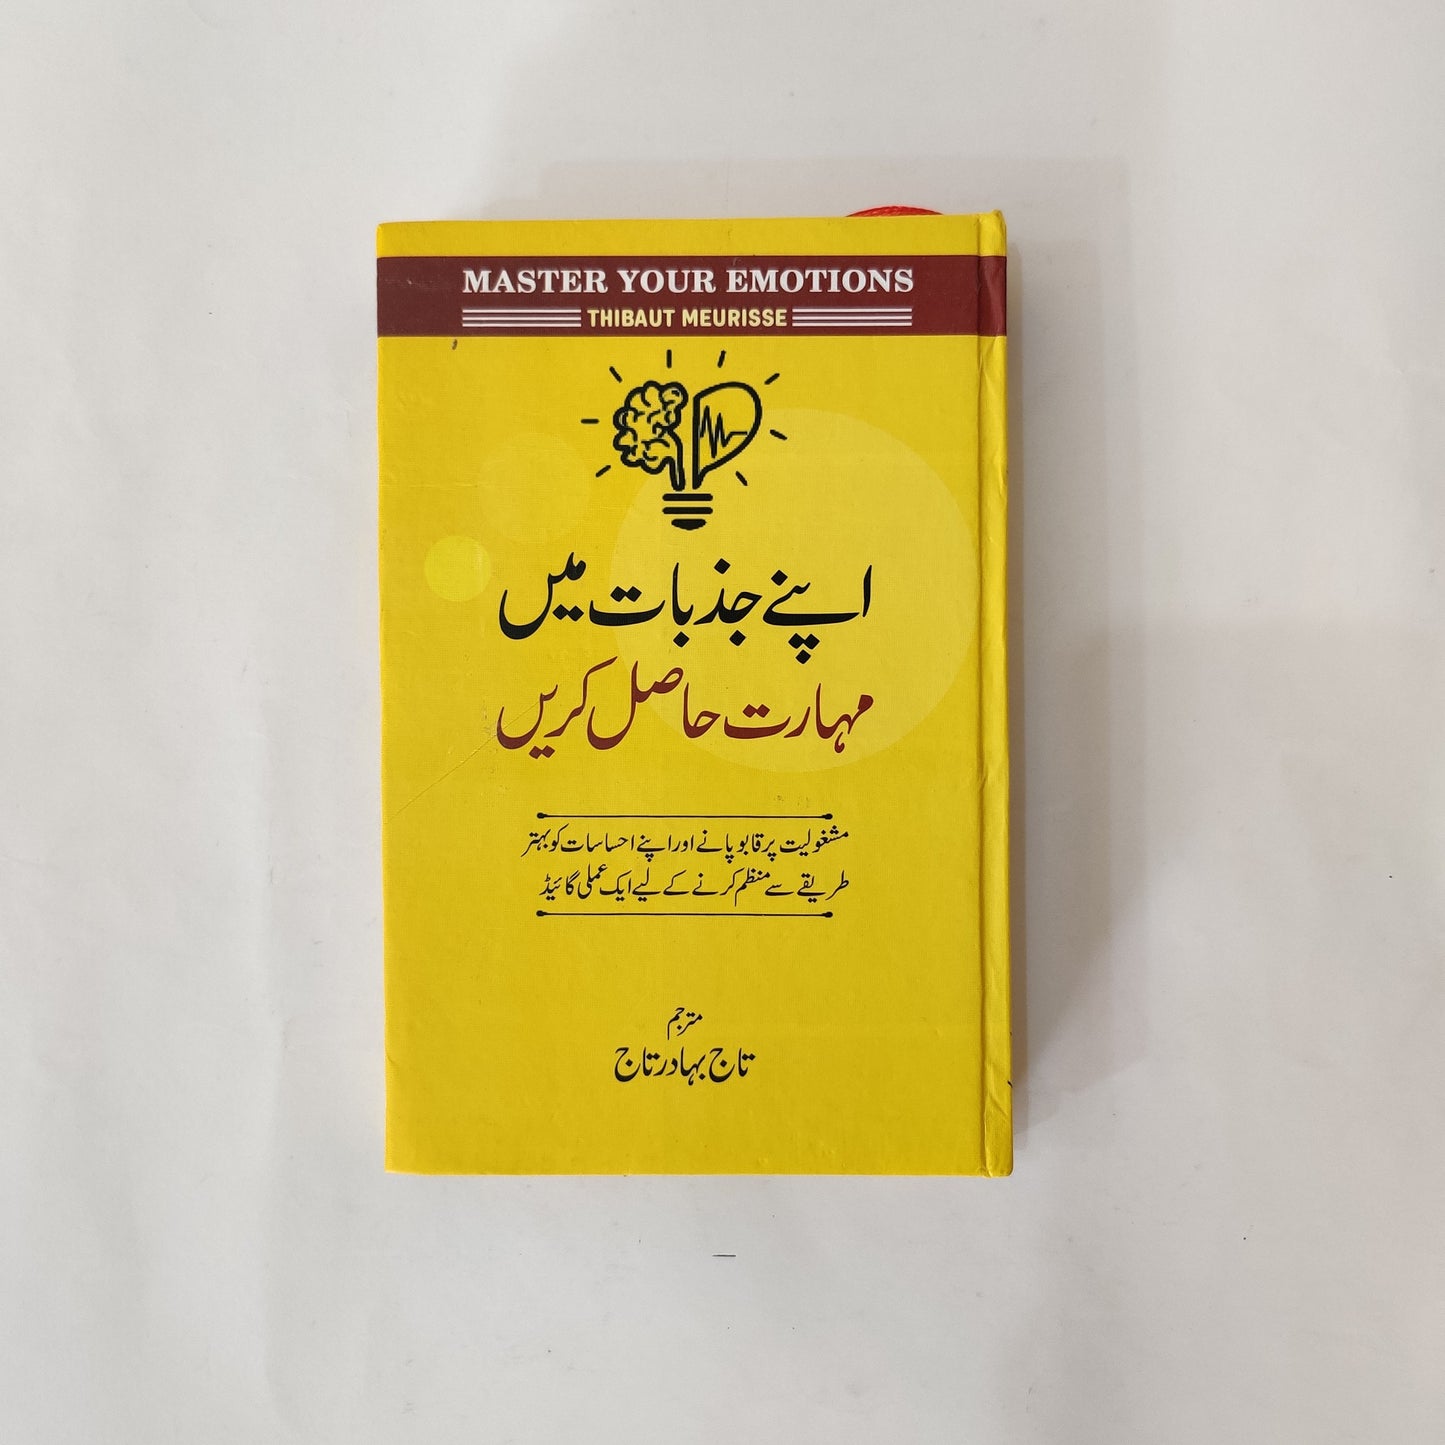 MASTER YOUR EMOTIONS
THIBAUT MEURISSE
اپنے جذبات میں
مہارت حاصل کریں
مشغولیت پر قابو پانے اور اپنے احساسات کو بہتر
طریقے سے منظم کرنے کے لیے ایک عملی گائیڈ
مترجم
تاج بہادر تاج